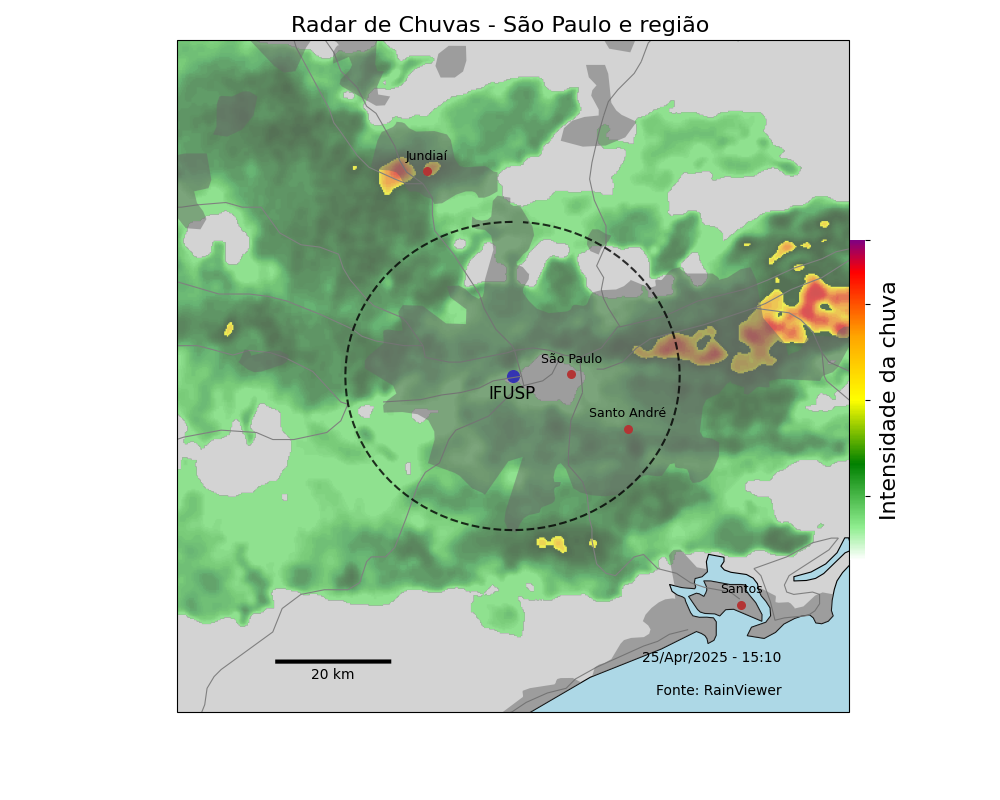 Radar de Chuvas - São Paulo e região
Jundiaí
São Paulo
IFUSP
Santo André
Santos
25/Apr/2025 - 15:10
20 km
Fonte: RainViewer
Intensidade da chuva